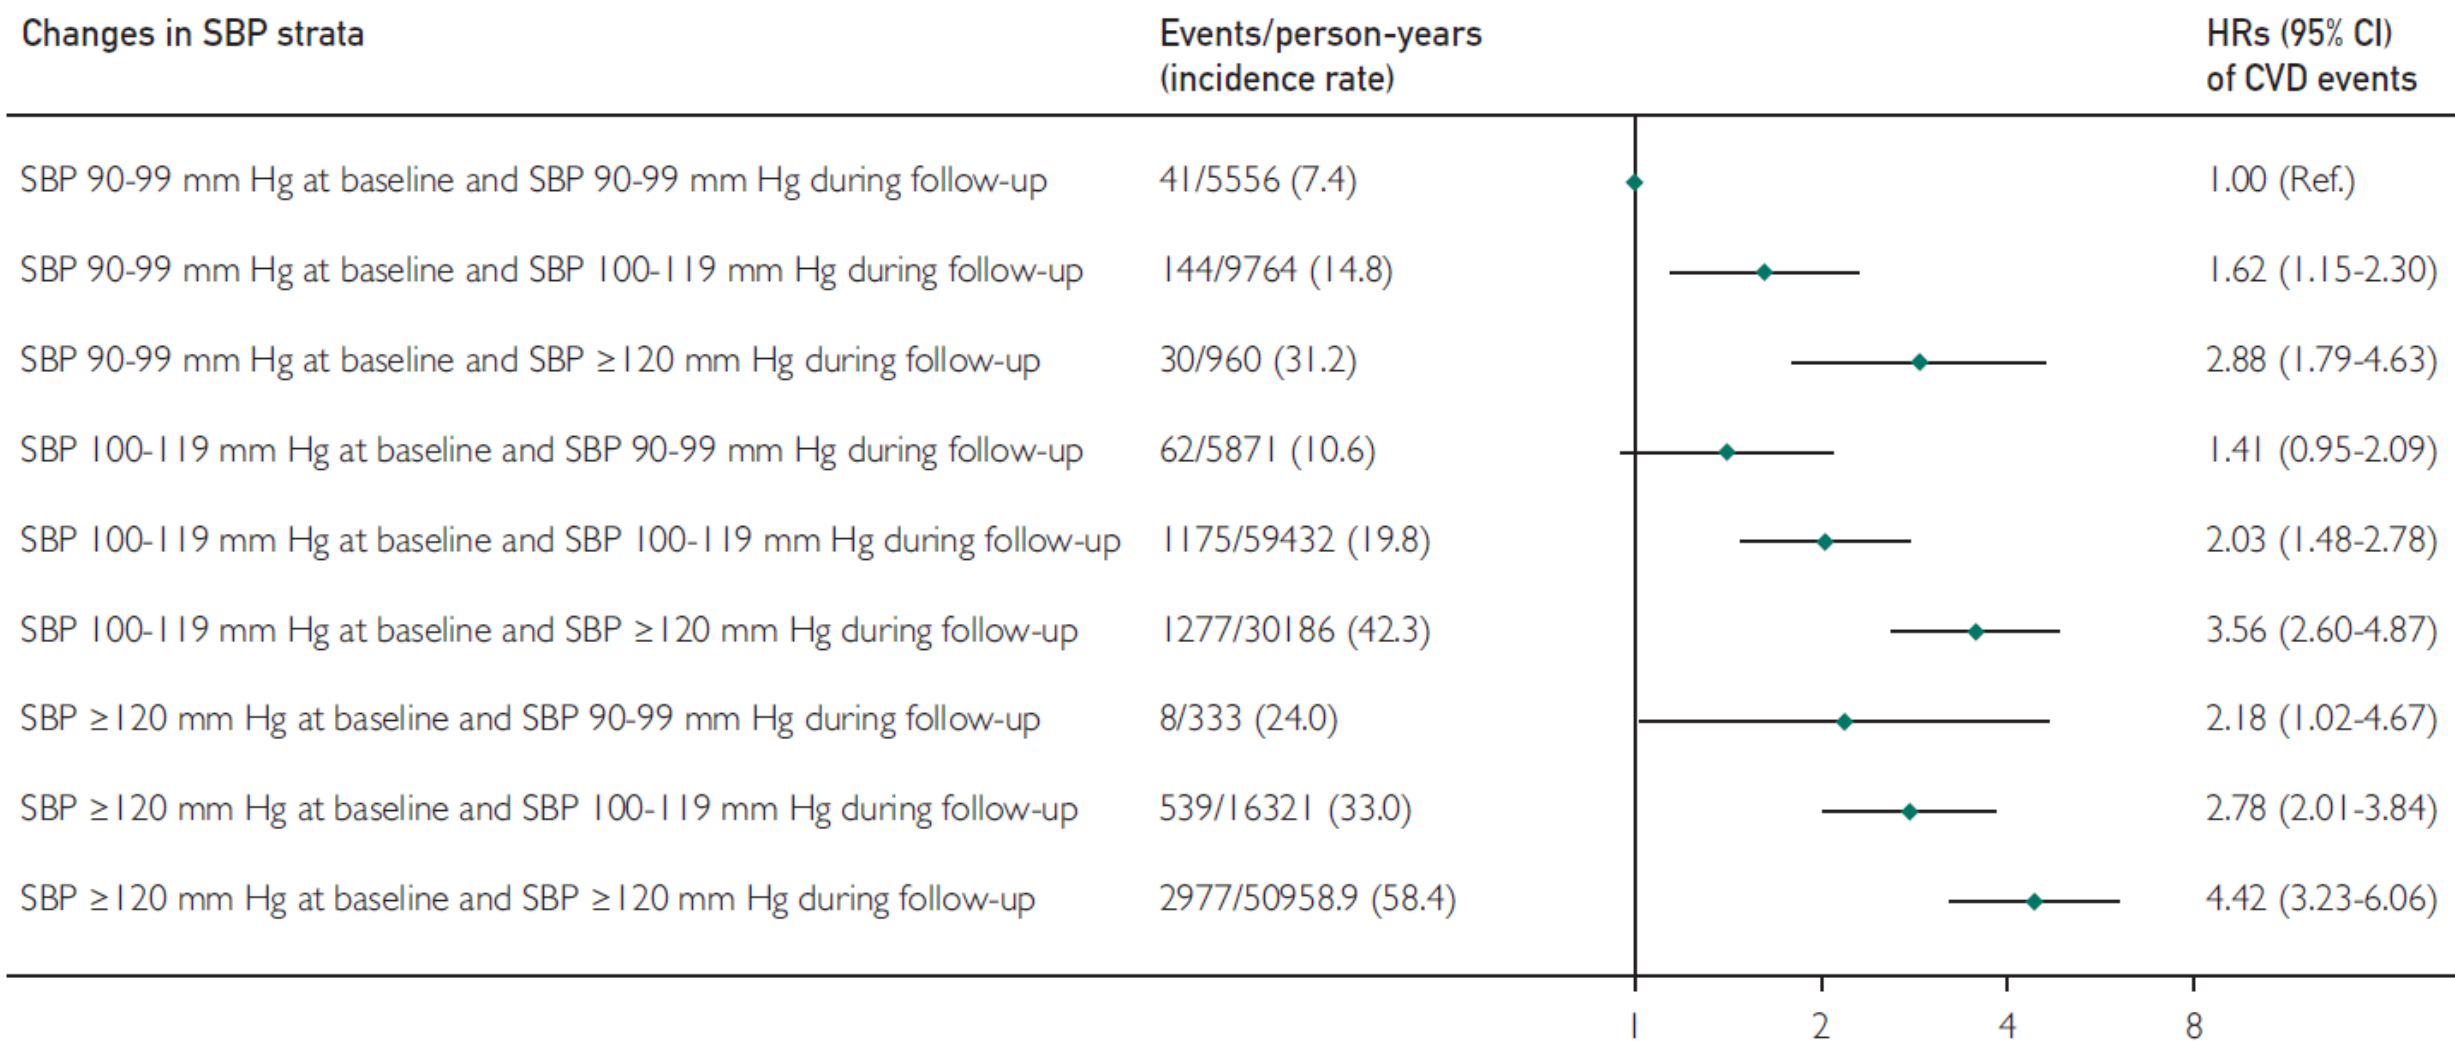 Changes in SBP strata Events/person-years HRs (95% CI)
(incidence rate) of CVD events
SBP 90-99 mm Hg at baseline and SBP 90-99 mm Hg during follow-up 41/5556 (7.4) 1.00 (Ref.)
SBP 90-99 mm Hg at baseline and SBP 100-119 mm Hg during follow-up 144/9764 (14.8) 1.62 (1.15-2.30)
SBP 90-99 mm Hg at baseline and SBP ≥120 mm Hg during follow-up 30/960 (31.2) 2.88 (1.79-4.63)
SBP 100-119 mm Hg at baseline and SBP 90-99 mm Hg during follow-up 62/5871 (10.6) 1.41 (0.95-2.09)
SBP 100-119 mm Hg at baseline and SBP 100-119 mm Hg during follow-up 1175/59432 (19.8) 2.03 (1.48-2.78)
SBP 100-119 mm Hg at baseline and SBP ≥120 mm Hg during follow-up 1277/30186 (42.3) 3.56 (2.60-4.87)
SBP ≥120 mm Hg at baseline and SBP 90-99 mm Hg during follow-up 8/333 (24.0) 2.18 (1.02-4.67)
SBP ≥120 mm Hg at baseline and SBP 100-119 mm Hg during follow-up 539/16321 (33.0) 2.78 (2.01-3.84)
SBP ≥120 mm Hg at baseline and SBP ≥120 mm Hg during follow-up 2977/50958.9 (58.4) 4.42 (3.23-6.06)
1 2 4 8